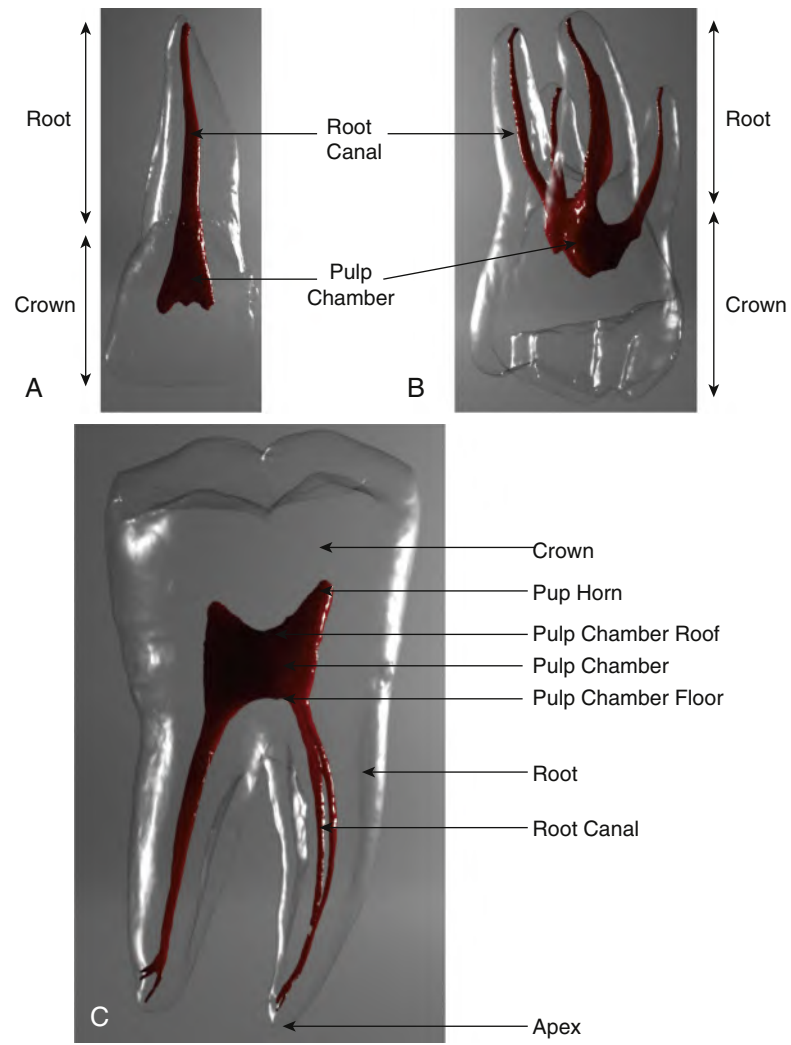 Root
Crown
A
Root
Canal
Pulp
Chamber
B
Root
Crown
Crown
Pup Horn
Pulp Chamber Roof
Pulp Chamber
Pulp Chamber Floor
Root
Root Canal
Apex
C